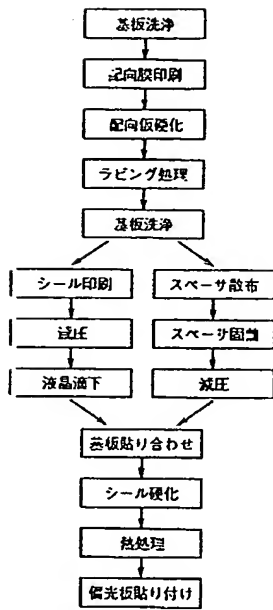 基板洗浄
配向膜印刷
配向仮硬化
ラビング処理
基板洗浄
シール印刷
スペーサ散布
減圧
スペーサ固着
液晶滴下
減圧
基板貼り合わせ
シール硬化
熱処理
偏光板貼り付け